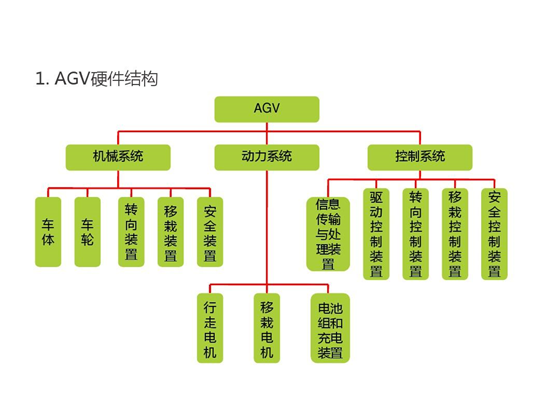 1. AGV硬件结构
AGV
机械系统
动力系统
控制系统
车体
车轮
转向装置
移栽装置
安全装置
信息
传输
与处
理装
置
驱动控制装置
转向控制装置
移栽控制装置
安全控制装置
行走电机
移栽电机
电池
组和
充电
装置